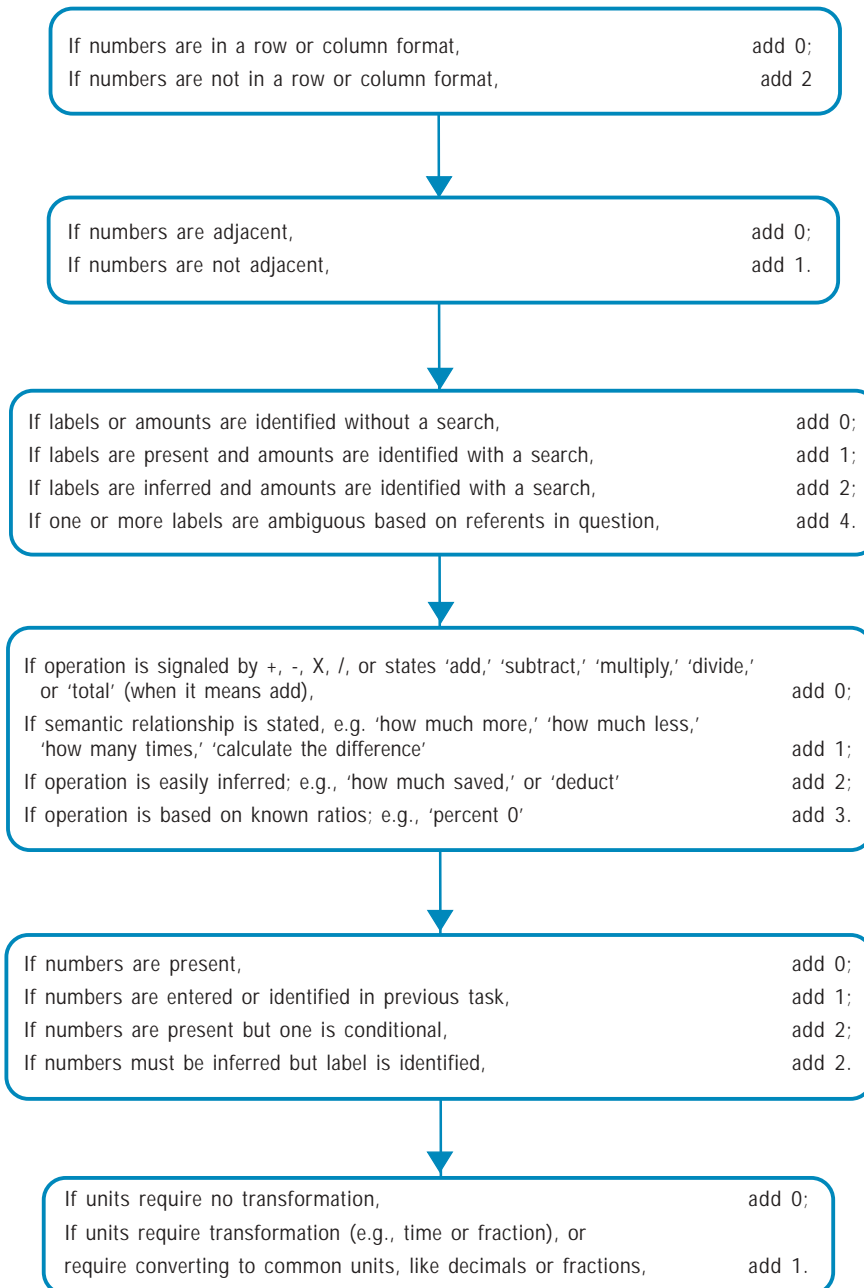 If numbers are in a row or column format, add 0;
If numbers are not in a row or column format, add 2
If numbers are adjacent, add 0;
If numbers are not adjacent, add 1.
If labels or amounts are identified without a search, add 0;
If labels are present and amounts are identified with a search, add 1;
If labels are inferred and amounts are identified with a search, add 2;
If one or more labels are ambiguous based on referents in question, add 4.
If operation is signaled by +, -, X, /, or states ‘add,’ ‘subtract,’ ‘multiply,’ ‘divide,’
or ‘total’ (when it means add), add 0;
If semantic relationship is stated, e.g. ‘how much more,’ ‘how much less,’
‘how many times,’ ‘calculate the difference’ add 1;
If operation is easily inferred; e.g., ‘how much saved,’ or ‘deduct’ add 2;
If operation is based on known ratios; e.g., ‘percent 0’ add 3.
If numbers are present, add 0;
If numbers are entered or identified in previous task, add 1;
If numbers are present but one is conditional, add 2;
If numbers must be inferred but label is identified, add 2.
If units require no transformation, add 0;
If units require transformation (e.g., time or fraction), or
require converting to common units, like decimals or fractions, add 1.